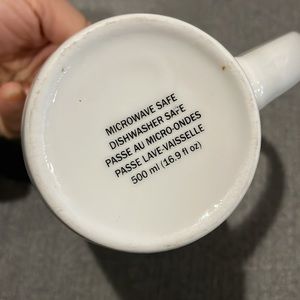 MICROWAVE SAFE
DISHWASHER SAFE
PASSE AU MICRO-ONDES
PASSE LAVE-VAISSELLE
500 ml (16.9 fl oz)